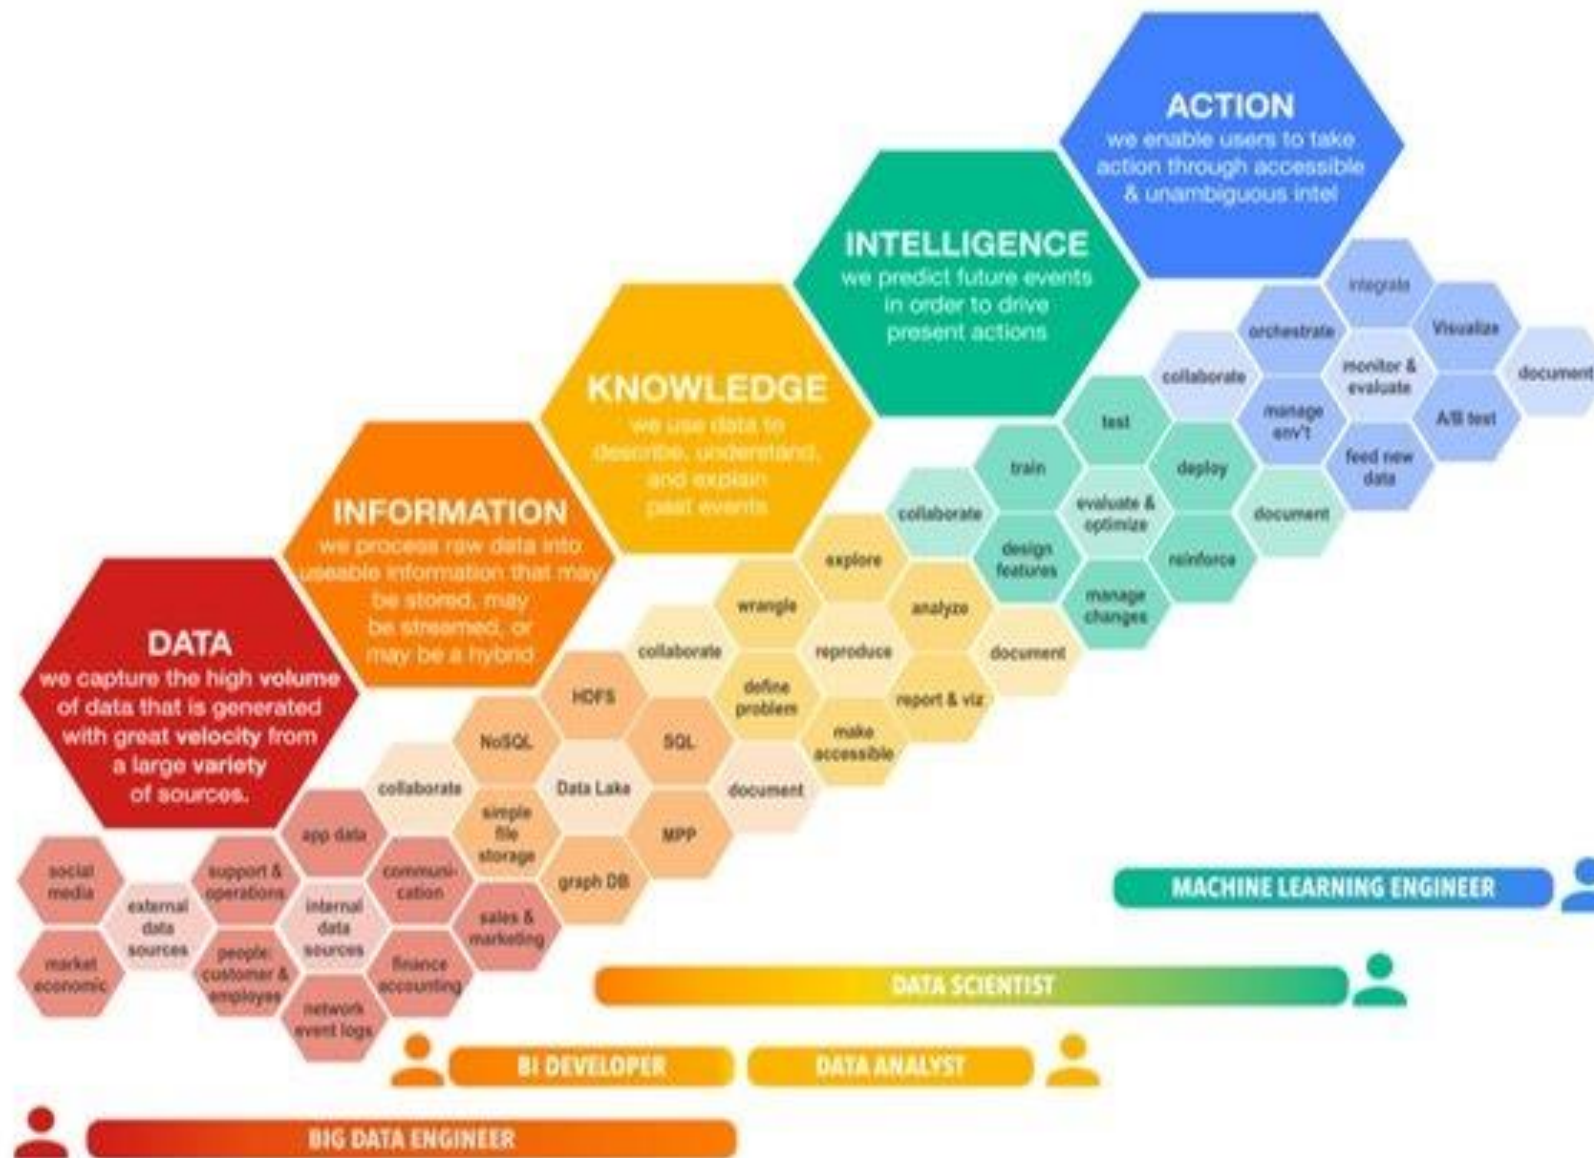 ACTION
we enable users to take
action through accessible
& unambiguous intel
INTELLIGENCE
we predict future events
in order to drive
present actions
KNOWLEDGE
we use data to
describe, understand,
and explain
past events
INFORMATION
we process raw data into
useable information that may
be stored, may
be streamed, or
may be a hybrid
DATA
we capture the high volume
of data that is generated
with great velocity from
a large variety
of sources.
social
media
market
economic
external
data
sources
support &
operations
people:
customer &
employee
app data
internal
data
sources
network
event logs
communi-
cation
finance
accounting
sales &
marketing
collaborate
NoSQL
simple
file
storage
HDFS
Data Lake
graph DB
SQL
MPP
document
collaborate
wrangle
define
problem
explore
reproduce
make
accessible
analyze
report & viz
document
collaborate
train
design
features
test
evaluate &
optimize
manage
changes
deploy
reinforce
document
collaborate
orchestrate
manage
env't
integrate
monitor &
evaluate
feed new
data
Visualize
A/B test
document
MACHINE LEARNING ENGINEER
DATA SCIENTIST
BI DEVELOPER
DATA ANALYST
BIG DATA ENGINEER